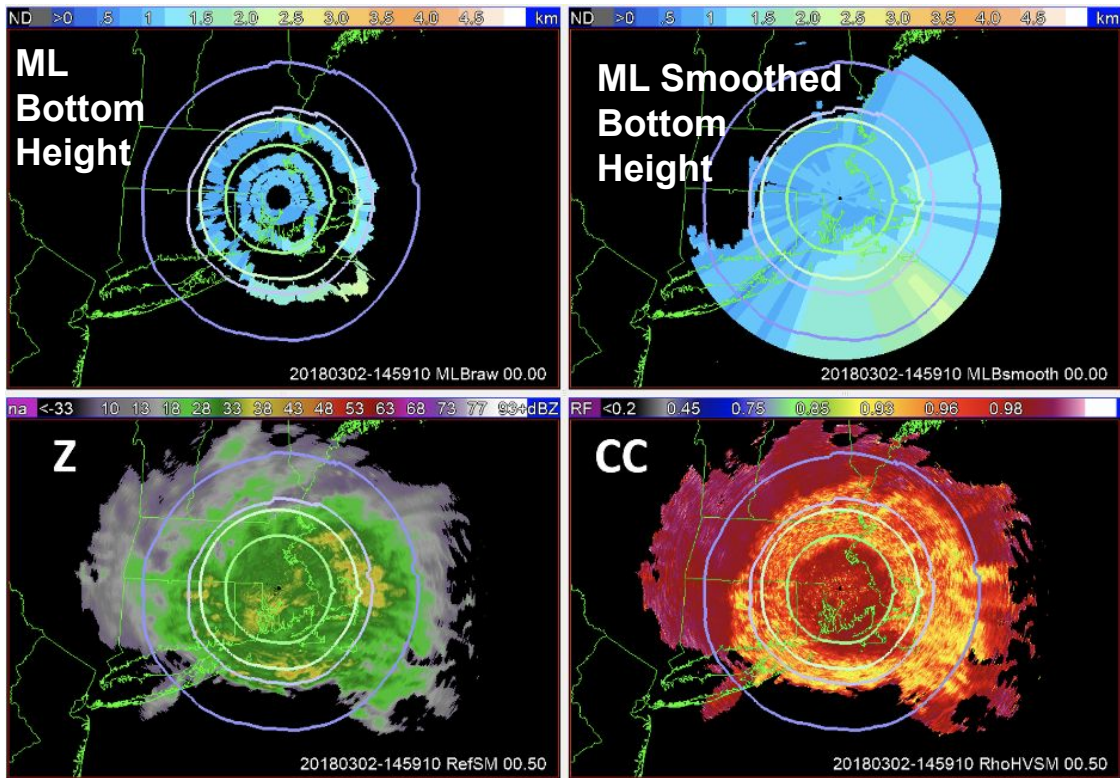 ND >0 .5 1 1.5 2.0 2.5 3.0 3.5 4.0 4.5 km
ML
Bottom
Height
20180302-145910 MLBraw 00.00
ND >0 .5 1 1.5 2.0 2.5 3.0 3.5 4.0 4.5 km
ML Smoothed
Bottom
Height
20180302-145910 MLBsmooth 00.00
na <-33 10 13 18 28 33 38 43 48 53 63 68 73 77 93+dBZ
Z
20180302-145910 RefSM 00.50
RF <0.2 0.45 0.75 0.85 0.93 0.96 0.98
CC
20180302-145910 RhoHVSM 00.50